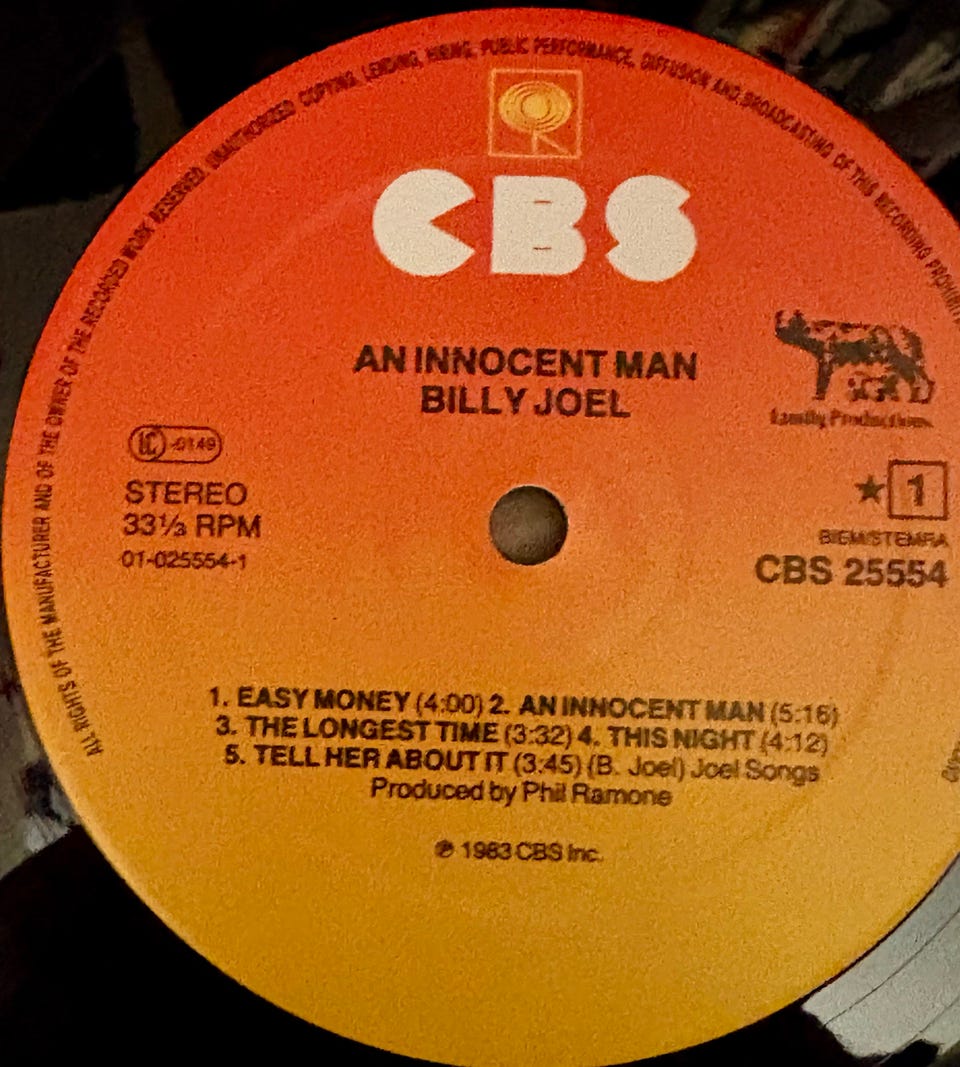 ALL RIGHTS OF THE MANUFACTURER AND OF THE OWNER OF THE RECORDED WORK RESERVED UNAUTHORISED COPYING, LENDING, HIRING, PUBLIC PERFORMANCE, DIFFUSION AND BROADCASTING OF THIS RECORDING
CBS
AN INNOCENT MAN
BILLY JOEL
Family Productions
LC-0149
STEREO
33⅓ RPM
01-025554-1
★ 1
BIEM/STEMRA
CBS 25554
1. EASY MONEY (4:00) 2. AN INNOCENT MAN (5:16)
3. THE LONGEST TIME (3:32) 4. THIS NIGHT (4:12)
5. TELL HER ABOUT IT (3:45) (B. Joel) Joel Songs
Produced by Phil Ramone
℗ 1983 CBS Inc.